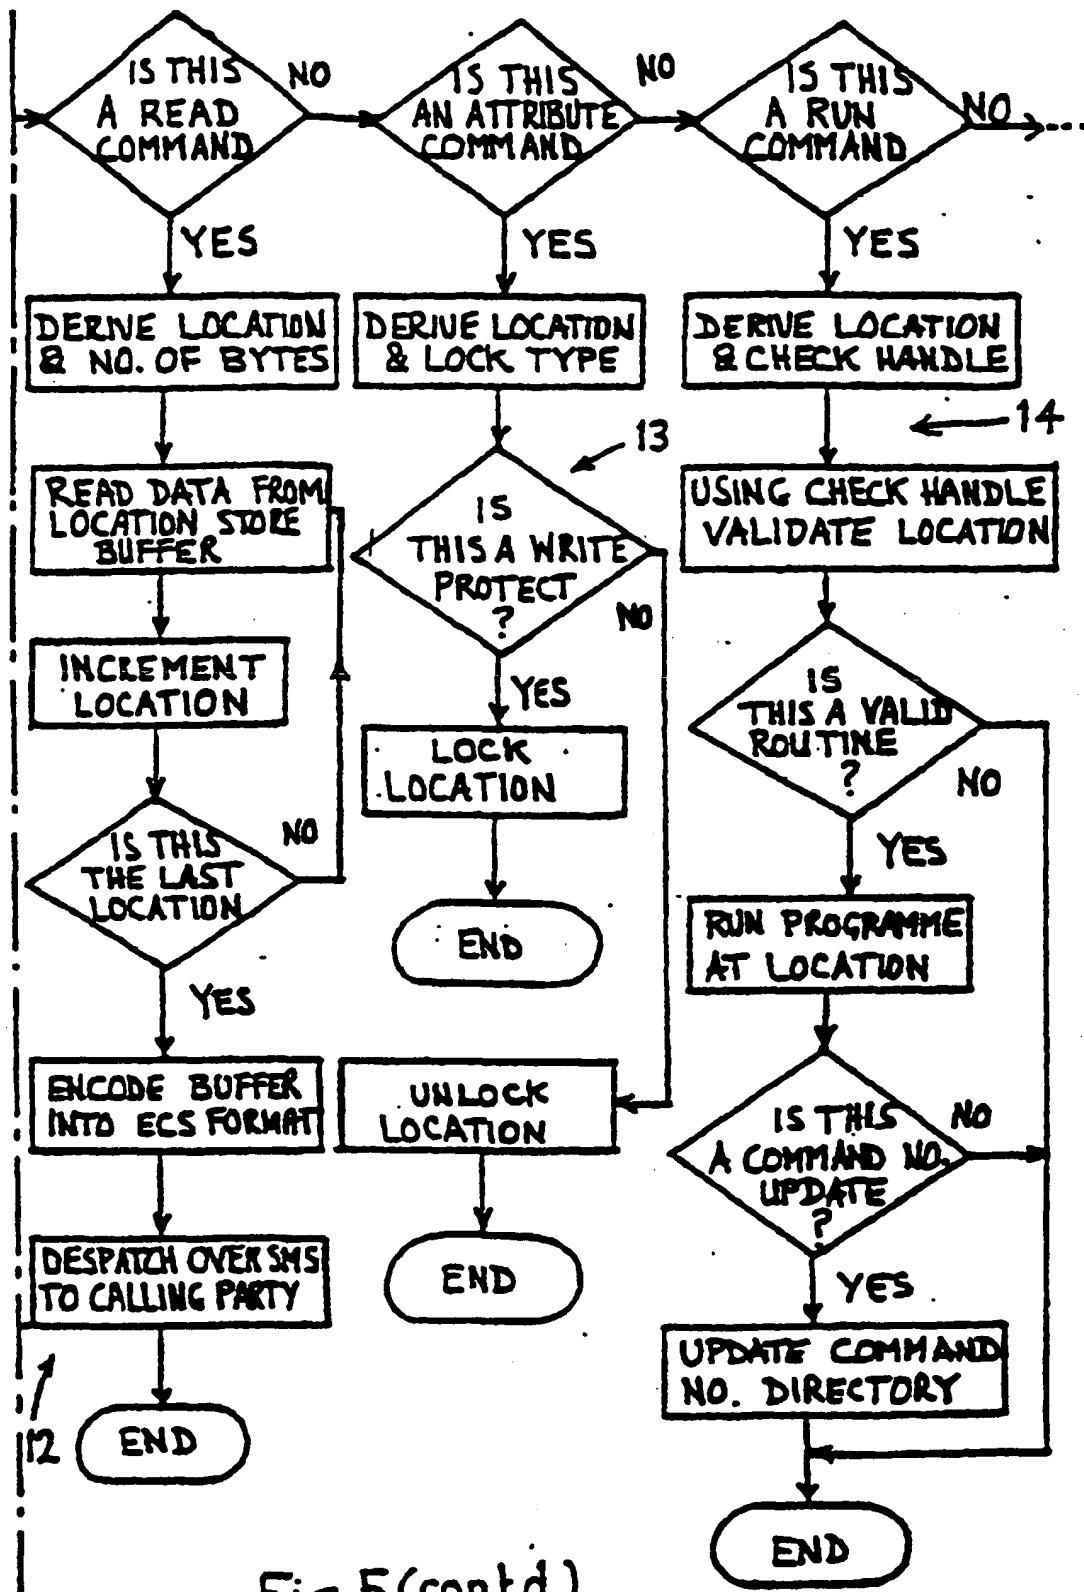 IS THIS
A READ
COMMAND
NO
IS THIS
AN ATTRIBUTE
COMMAND
NO
IS THIS
A RUN
COMMAND
NO
YES
YES
YES
DERIVE LOCATION
& NO. OF BYTES
DERIVE LOCATION
& LOCK TYPE
DERIVE LOCATION
& CHECK HANDLE
13
14
READ DATA FROM
LOCATION STORE
BUFFER
IS
THIS A WRITE
PROTECT
?
NO
YES
USING CHECK HANDLE
VALIDATE LOCATION
INCREMENT
LOCATION
LOCK
LOCATION
IS
THIS A VALID
ROUTINE
?
NO
YES
IS THIS
THE LAST
LOCATION
NO
YES
END
RUN PROGRAMME
AT LOCATION
ENCODE BUFFER
INTO ECS FORMAT
UNLOCK
LOCATION
IS THIS
A COMMAND NO.
UPDATE
?
NO
YES
DESPATCH OVER SMS
TO CALLING PARTY
END
UPDATE COMMAND
NO. DIRECTORY
12
END
END
Fig 5 (contd.)